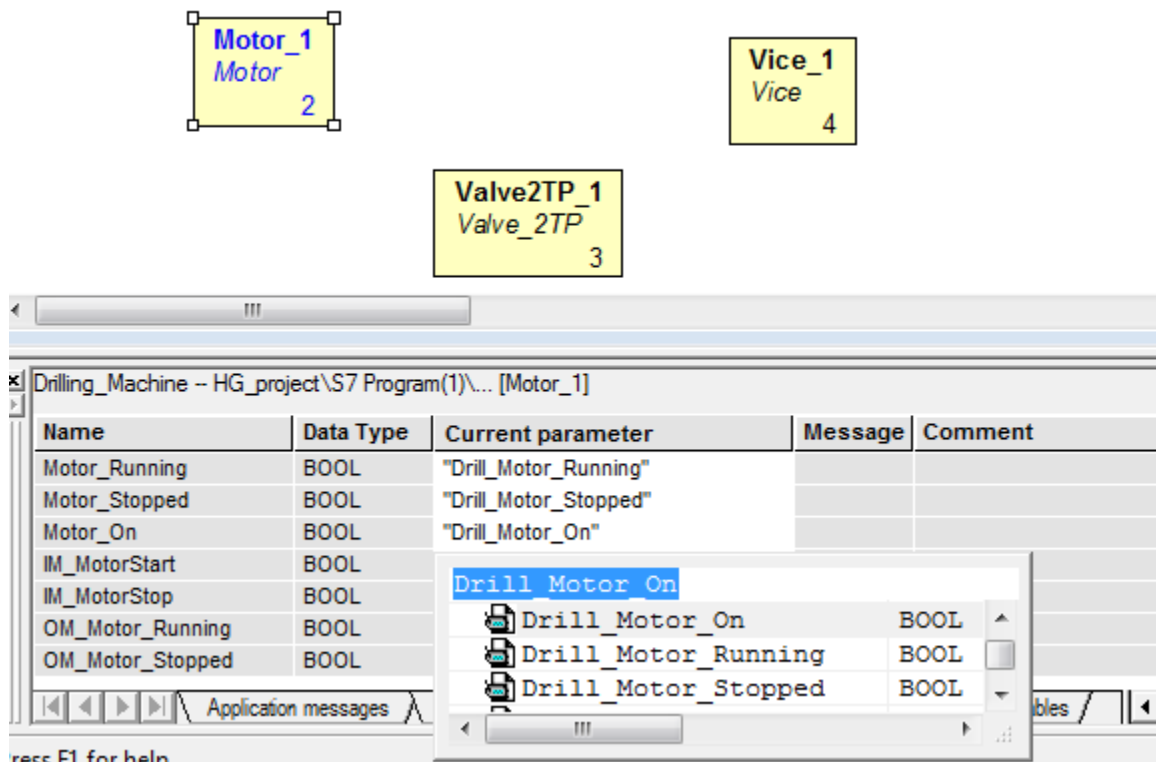 Motor_1
Motor
2
Vice_1
Vice
4
Valve2TP_1
Valve_2TP
3
Drilling_Machine -- HG_project\S7 Program(1)\... [Motor_1]
Name Data Type Current parameter Message Comment
Motor_Running BOOL "Drill_Motor_Running"
Motor_Stopped BOOL "Drill_Motor_Stopped"
Motor_On BOOL "Drill_Motor_On"
IM_MotorStart BOOL
IM_MotorStop BOOL
OM_Motor_Running BOOL
OM_Motor_Stopped BOOL
Drill_Motor_On
Drill_Motor_On BOOL
Drill_Motor_Running BOOL
Drill_Motor_Stopped BOOL
Application messages
F1 for help